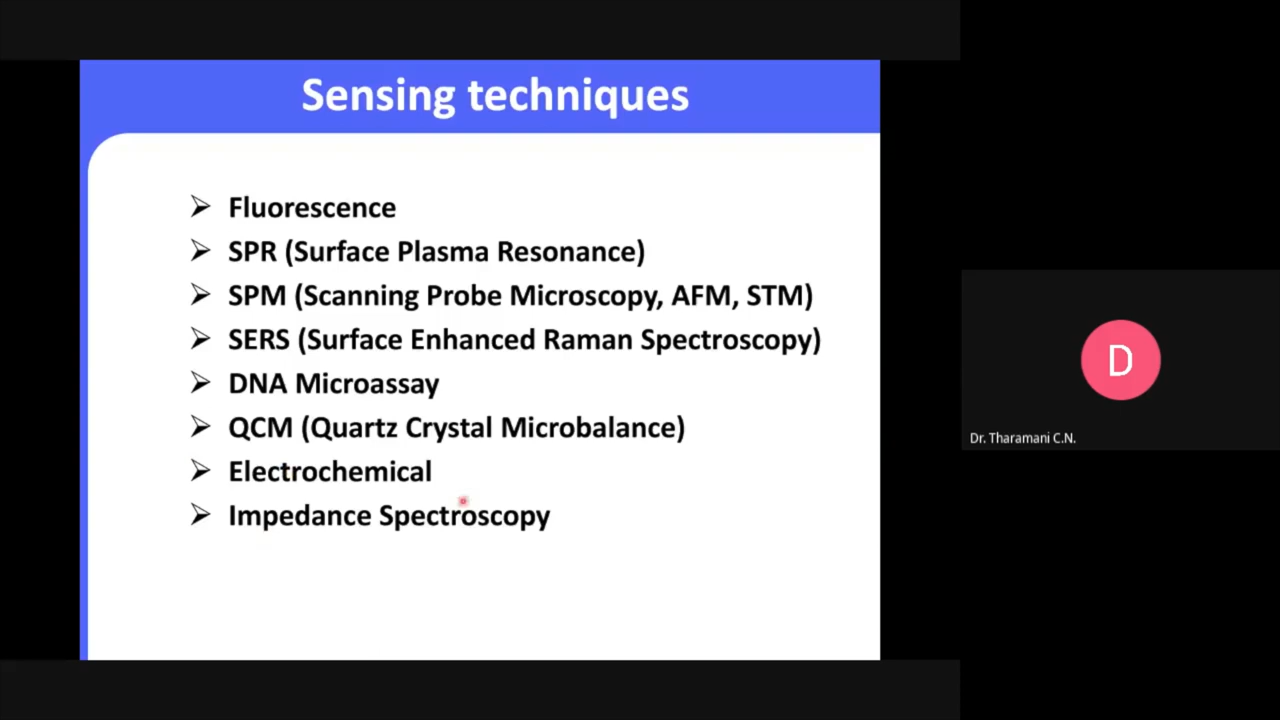 Sensing techniques
Fluorescence
SPR (Surface Plasma Resonance)
SPM (Scanning Probe Microscopy, AFM, STM)
SERS (Surface Enhanced Raman Spectroscopy)
DNA Microassay
QCM (Quartz Crystal Microbalance)
Electrochemical
Impedance Spectroscopy
D
Dr. Tharamani C.N.